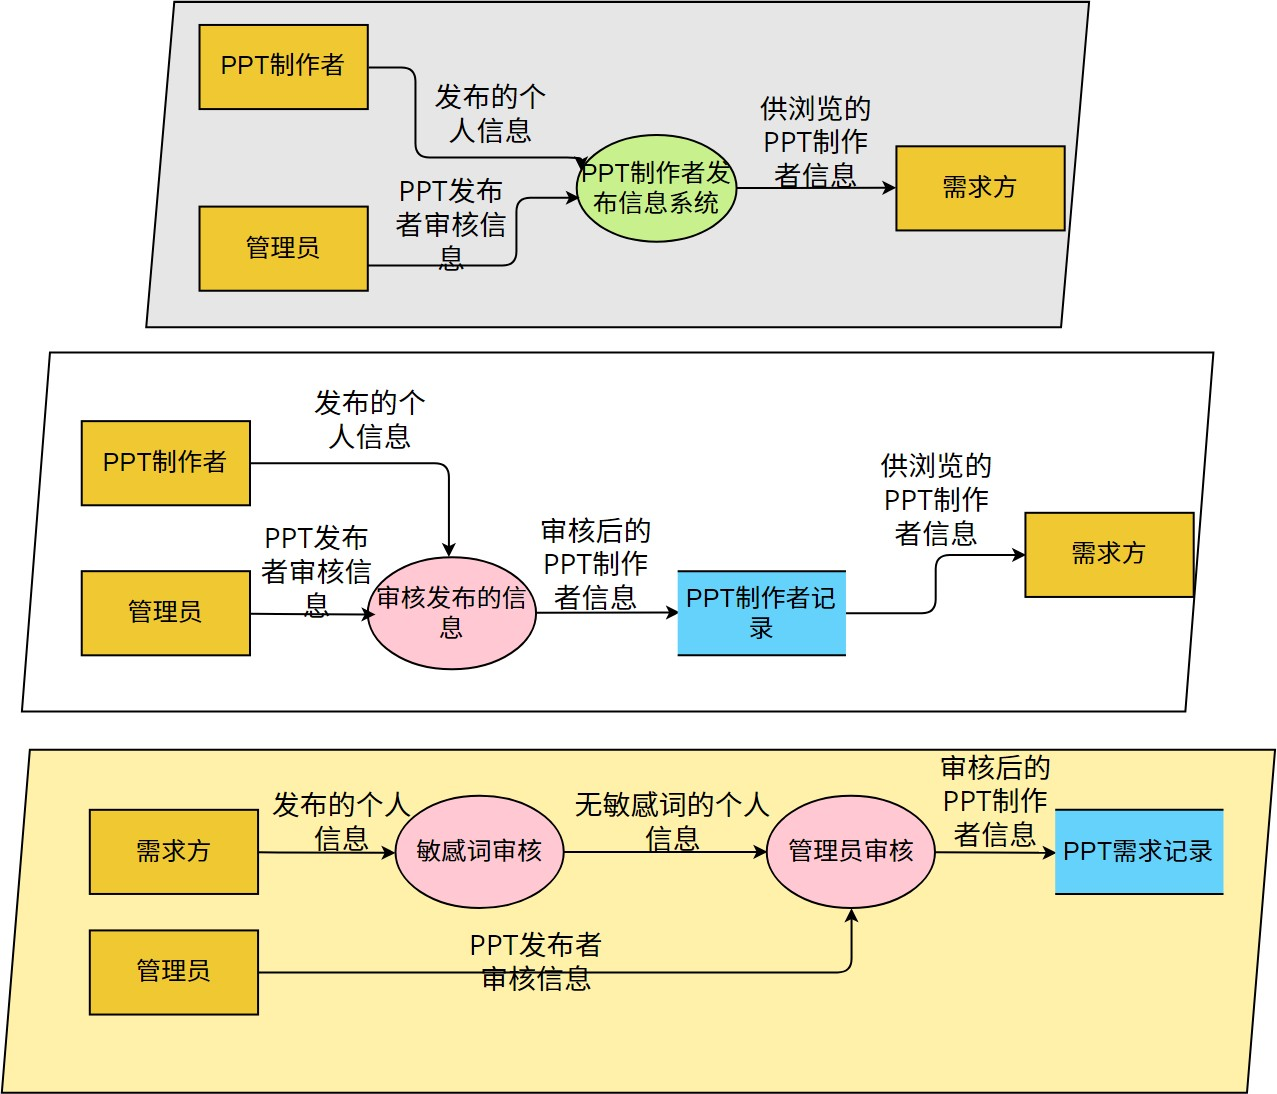 PPT制作者
发布的个
人信息
供浏览的
PPT制作
者信息
PPT制作者发
布信息系统
需求方
PPT发布
者审核信
息
管理员
发布的个
人信息
PPT制作者
供浏览的
PPT制作
者信息
PPT发布
者审核信
息
审核后的
PPT制作
者信息
需求方
管理员
审核发布的信
息
PPT制作者记
录
审核后的
PPT制作
者信息
发布的个人
信息
无敏感词的个人
信息
需求方
敏感词审核
管理员审核
PPT需求记录
PPT发布者
审核信息
管理员